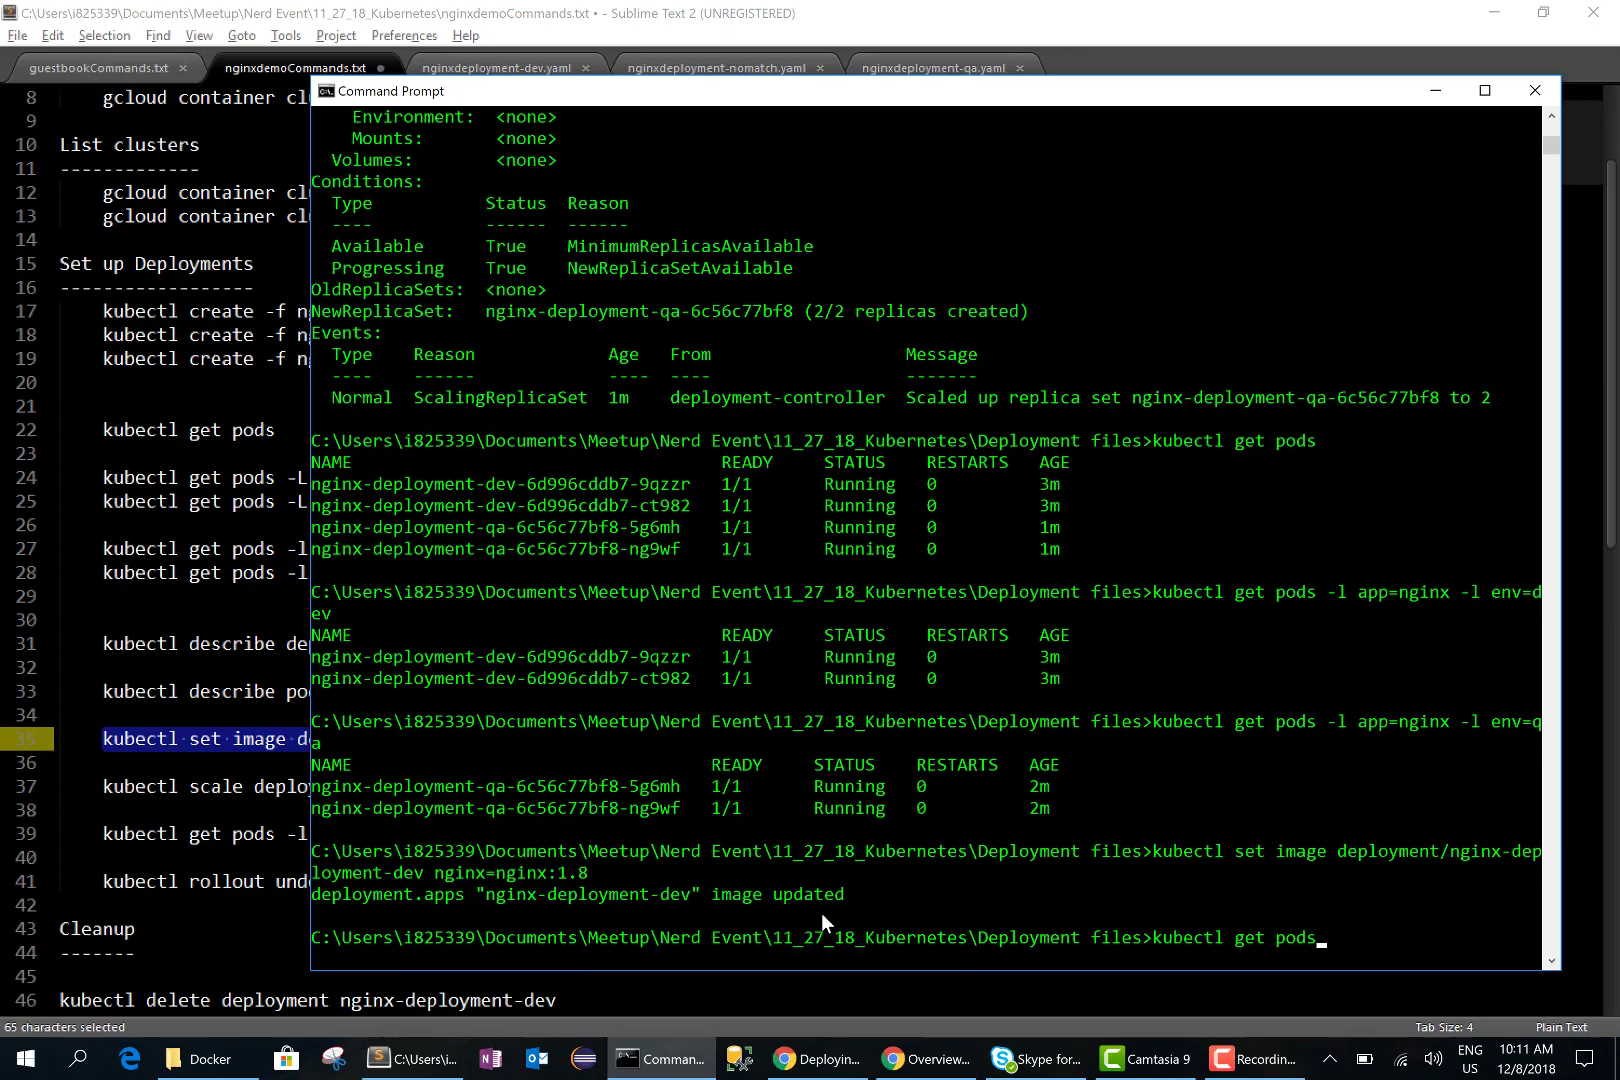 C:\Users\i825339\Documents\Meetup\Nerd Event\11_27_18_Kubernetes\nginxdemoCommands.txt • - Sublime Text 2 (UNREGISTERED)
File Edit Selection Find View Goto Tools Project Preferences Help
guestbookCommands.txt × nginxdemoCommands.txt nginxdeployment-dev.yaml × nginxdeployment-nomatch.yaml × nginxdeployment-qa.yaml ×
8 gcloud container cl
9
10 List clusters
11 -------------
12 gcloud container cl
13 gcloud container cl
14
15 Set up Deployments
16 ------------------
17 kubectl create -f n
18 kubectl create -f n
19 kubectl create -f n
20
21
22 kubectl get pods
23
24 kubectl get pods -L
25 kubectl get pods -L
26
27 kubectl get pods -l
28 kubectl get pods -l
29
30
31 kubectl describe de
32
33 kubectl describe po
34
35 kubectl set image d
36
37 kubectl scale deplo
38
39 kubectl get pods -l
40
41 kubectl rollout und
42
43 Cleanup
44 -------
45
46 kubectl delete deployment nginx-deployment-dev
Command Prompt
Environment: <none>
Mounts: <none>
Volumes: <none>
Conditions:
Type Status Reason
---- ------ ------
Available True MinimumReplicasAvailable
Progressing True NewReplicaSetAvailable
OldReplicaSets: <none>
NewReplicaSet: nginx-deployment-qa-6c56c77bf8 (2/2 replicas created)
Events:
Type Reason Age From Message
---- ------ ---- ---- -------
Normal ScalingReplicaSet 1m deployment-controller Scaled up replica set nginx-deployment-qa-6c56c77bf8 to 2
C:\Users\i825339\Documents\Meetup\Nerd Event\11_27_18_Kubernetes\Deployment files>kubectl get pods
NAME READY STATUS RESTARTS AGE
nginx-deployment-dev-6d996cddb7-9qzzr 1/1 Running 0 3m
nginx-deployment-dev-6d996cddb7-ct982 1/1 Running 0 3m
nginx-deployment-qa-6c56c77bf8-5g6mh 1/1 Running 0 1m
nginx-deployment-qa-6c56c77bf8-ng9wf 1/1 Running 0 1m
C:\Users\i825339\Documents\Meetup\Nerd Event\11_27_18_Kubernetes\Deployment files>kubectl get pods -l app=nginx -l env=d
ev
NAME READY STATUS RESTARTS AGE
nginx-deployment-dev-6d996cddb7-9qzzr 1/1 Running 0 3m
nginx-deployment-dev-6d996cddb7-ct982 1/1 Running 0 3m
C:\Users\i825339\Documents\Meetup\Nerd Event\11_27_18_Kubernetes\Deployment files>kubectl get pods -l app=nginx -l env=q
a
NAME READY STATUS RESTARTS AGE
nginx-deployment-qa-6c56c77bf8-5g6mh 1/1 Running 0 2m
nginx-deployment-qa-6c56c77bf8-ng9wf 1/1 Running 0 2m
C:\Users\i825339\Documents\Meetup\Nerd Event\11_27_18_Kubernetes\Deployment files>kubectl set image deployment/nginx-dep
loyment-dev nginx=nginx:1.8
deployment.apps "nginx-deployment-dev" image updated
C:\Users\i825339\Documents\Meetup\Nerd Event\11_27_18_Kubernetes\Deployment files>kubectl get pods_
65 characters selected Tab Size: 4 Plain Text
Docker C:\Users\i... Comman... Deployin... Overview... Skype for... Camtasia 9 Recordin... ENG 10:11 AM
US 12/8/2018